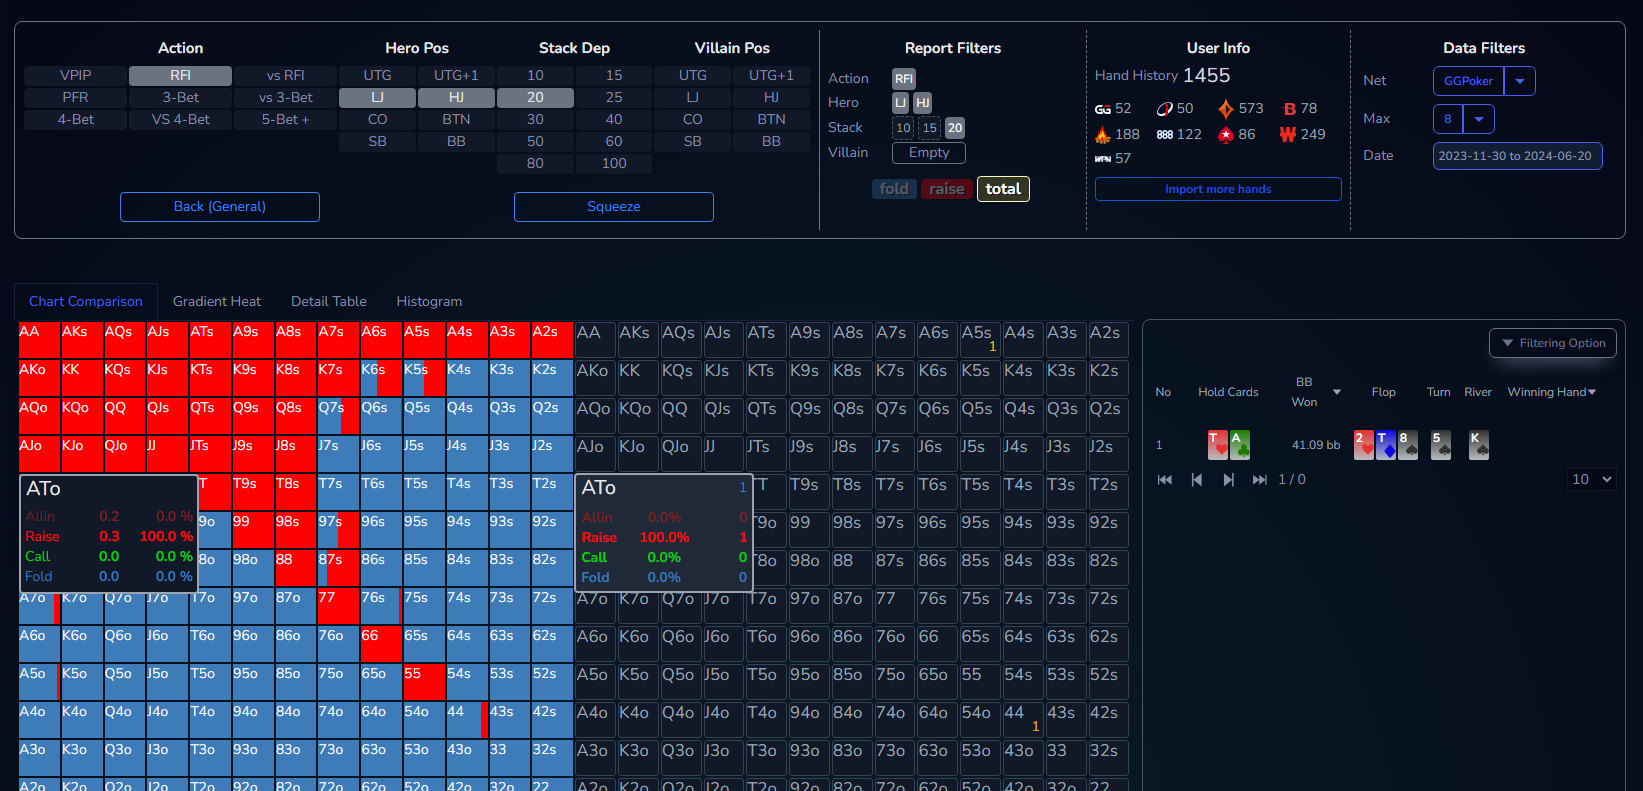 Action Hero Pos Stack Dep Villain Pos Report Filters User Info Data Filters
VPIP RFI vs RFI UTG UTG+1 10 15 UTG UTG+1
PFR 3-Bet vs 3-Bet LJ HJ 20 25 LJ HJ
4-Bet VS 4-Bet 5-Bet + CO BTN 30 40 CO BTN
SB BB 50 60 SB BB
80 100
Back (General) Squeeze
Action RFI
Hero LJ HJ
Stack 10 15 20
Villain Empty
fold raise total
Hand History 1455
GG 52 50 573 B 78
188 888 122 86 W 249
WPN 57
Import more hands
Net GGPoker
Max 8
Date 2023-11-30 to 2024-06-20
Chart Comparison Gradient Heat Detail Table Histogram
AA AKs AQs AJs ATs A9s A8s A7s A6s A5s A4s A3s A2s
AKo KK KQs KJs KTs K9s K8s K7s K6s K5s K4s K3s K2s
AQo KQo QQ QJs QTs Q9s Q8s Q7s Q6s Q5s Q4s Q3s Q2s
AJo KJo QJo JJ JTs J9s J8s J7s J6s J5s J4s J3s J2s
T T9s T8s T7s T6s T5s T4s T3s T2s
9o 99 98s 97s 96s 95s 94s 93s 92s
8o 98o 88 87s 86s 85s 84s 83s 82s
A7o K7o Q7o J7o T7o 97o 87o 77 76s 75s 74s 73s 72s
A6o K6o Q6o J6o T6o 96o 86o 76o 66 65s 64s 63s 62s
A5o K5o Q5o J5o T5o 95o 85o 75o 65o 55 54s 53s 52s
A4o K4o Q4o J4o T4o 94o 84o 74o 64o 54o 44 43s 42s
A3o K3o Q3o J3o T3o 93o 83o 73o 63o 53o 43o 33 32s
A2o K2o Q2o J2o T2o 92o 82o 72o 62o 52o 42o 32o 22
ATo
Allin 0.2 0.0 %
Raise 0.3 100.0 %
Call 0.0 0.0 %
Fold 0.0 0.0 %
AA AKs AQs AJs ATs A9s A8s A7s A6s A5s A4s A3s A2s
1
AKo KK KQs KJs KTs K9s K8s K7s K6s K5s K4s K3s K2s
AQo KQo QQ QJs QTs Q9s Q8s Q7s Q6s Q5s Q4s Q3s Q2s
AJo KJo QJo JJ JTs J9s J8s J7s J6s J5s J4s J3s J2s
TT T9s T8s T7s T6s T5s T4s T3s T2s
T9o 99 98s 97s 96s 95s 94s 93s 92s
T8o 98o 88 87s 86s 85s 84s 83s 82s
A7o K7o Q7o J7o T7o 97o 87o 77 76s 75s 74s 73s 72s
A6o K6o Q6o J6o T6o 96o 86o 76o 66 65s 64s 63s 62s
A5o K5o Q5o J5o T5o 95o 85o 75o 65o 55 54s 53s 52s
A4o K4o Q4o J4o T4o 94o 84o 74o 64o 54o 44 43s 42s
1
A3o K3o Q3o J3o T3o 93o 83o 73o 63o 53o 43o 33 32s
A2o K2o Q2o J2o T2o 92o 82o 72o 62o 52o 42o 32o 22
ATo 1
Allin 0.0% 0
Raise 100.0% 1
Call 0.0% 0
Fold 0.0% 0
Filtering Option
No Hold Cards BB Won Flop Turn River Winning Hand
1 T A 41.09 bb 2 T 8 5 K
1 / 0 10